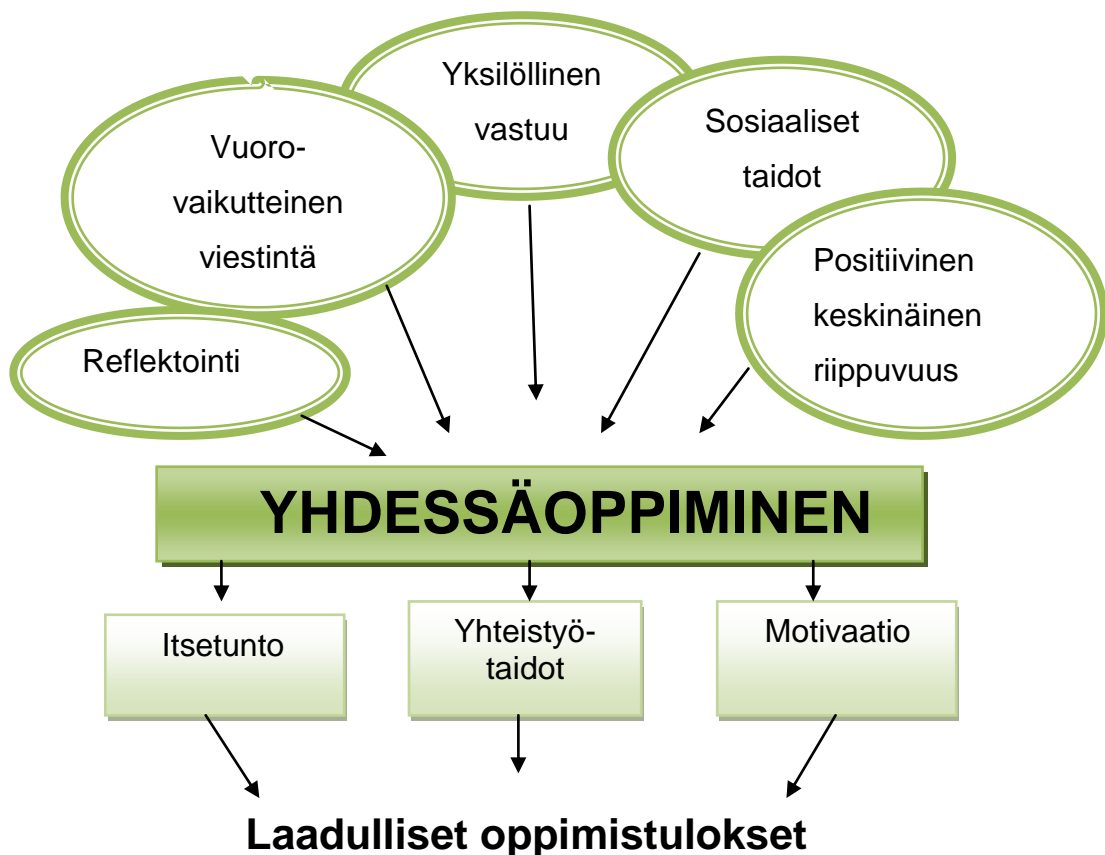 Yksilöllinen
vastuu
Vuoro-
vaikutteinen
viestintä
Sosiaaliset
taidot
Positiivinen
keskinäinen
riippuvuus
Reflektointi
YHDESSÄOPPIMINEN
Itsetunto
Yhteistyö-
taidot
Motivaatio
Laadulliset oppimistulokset